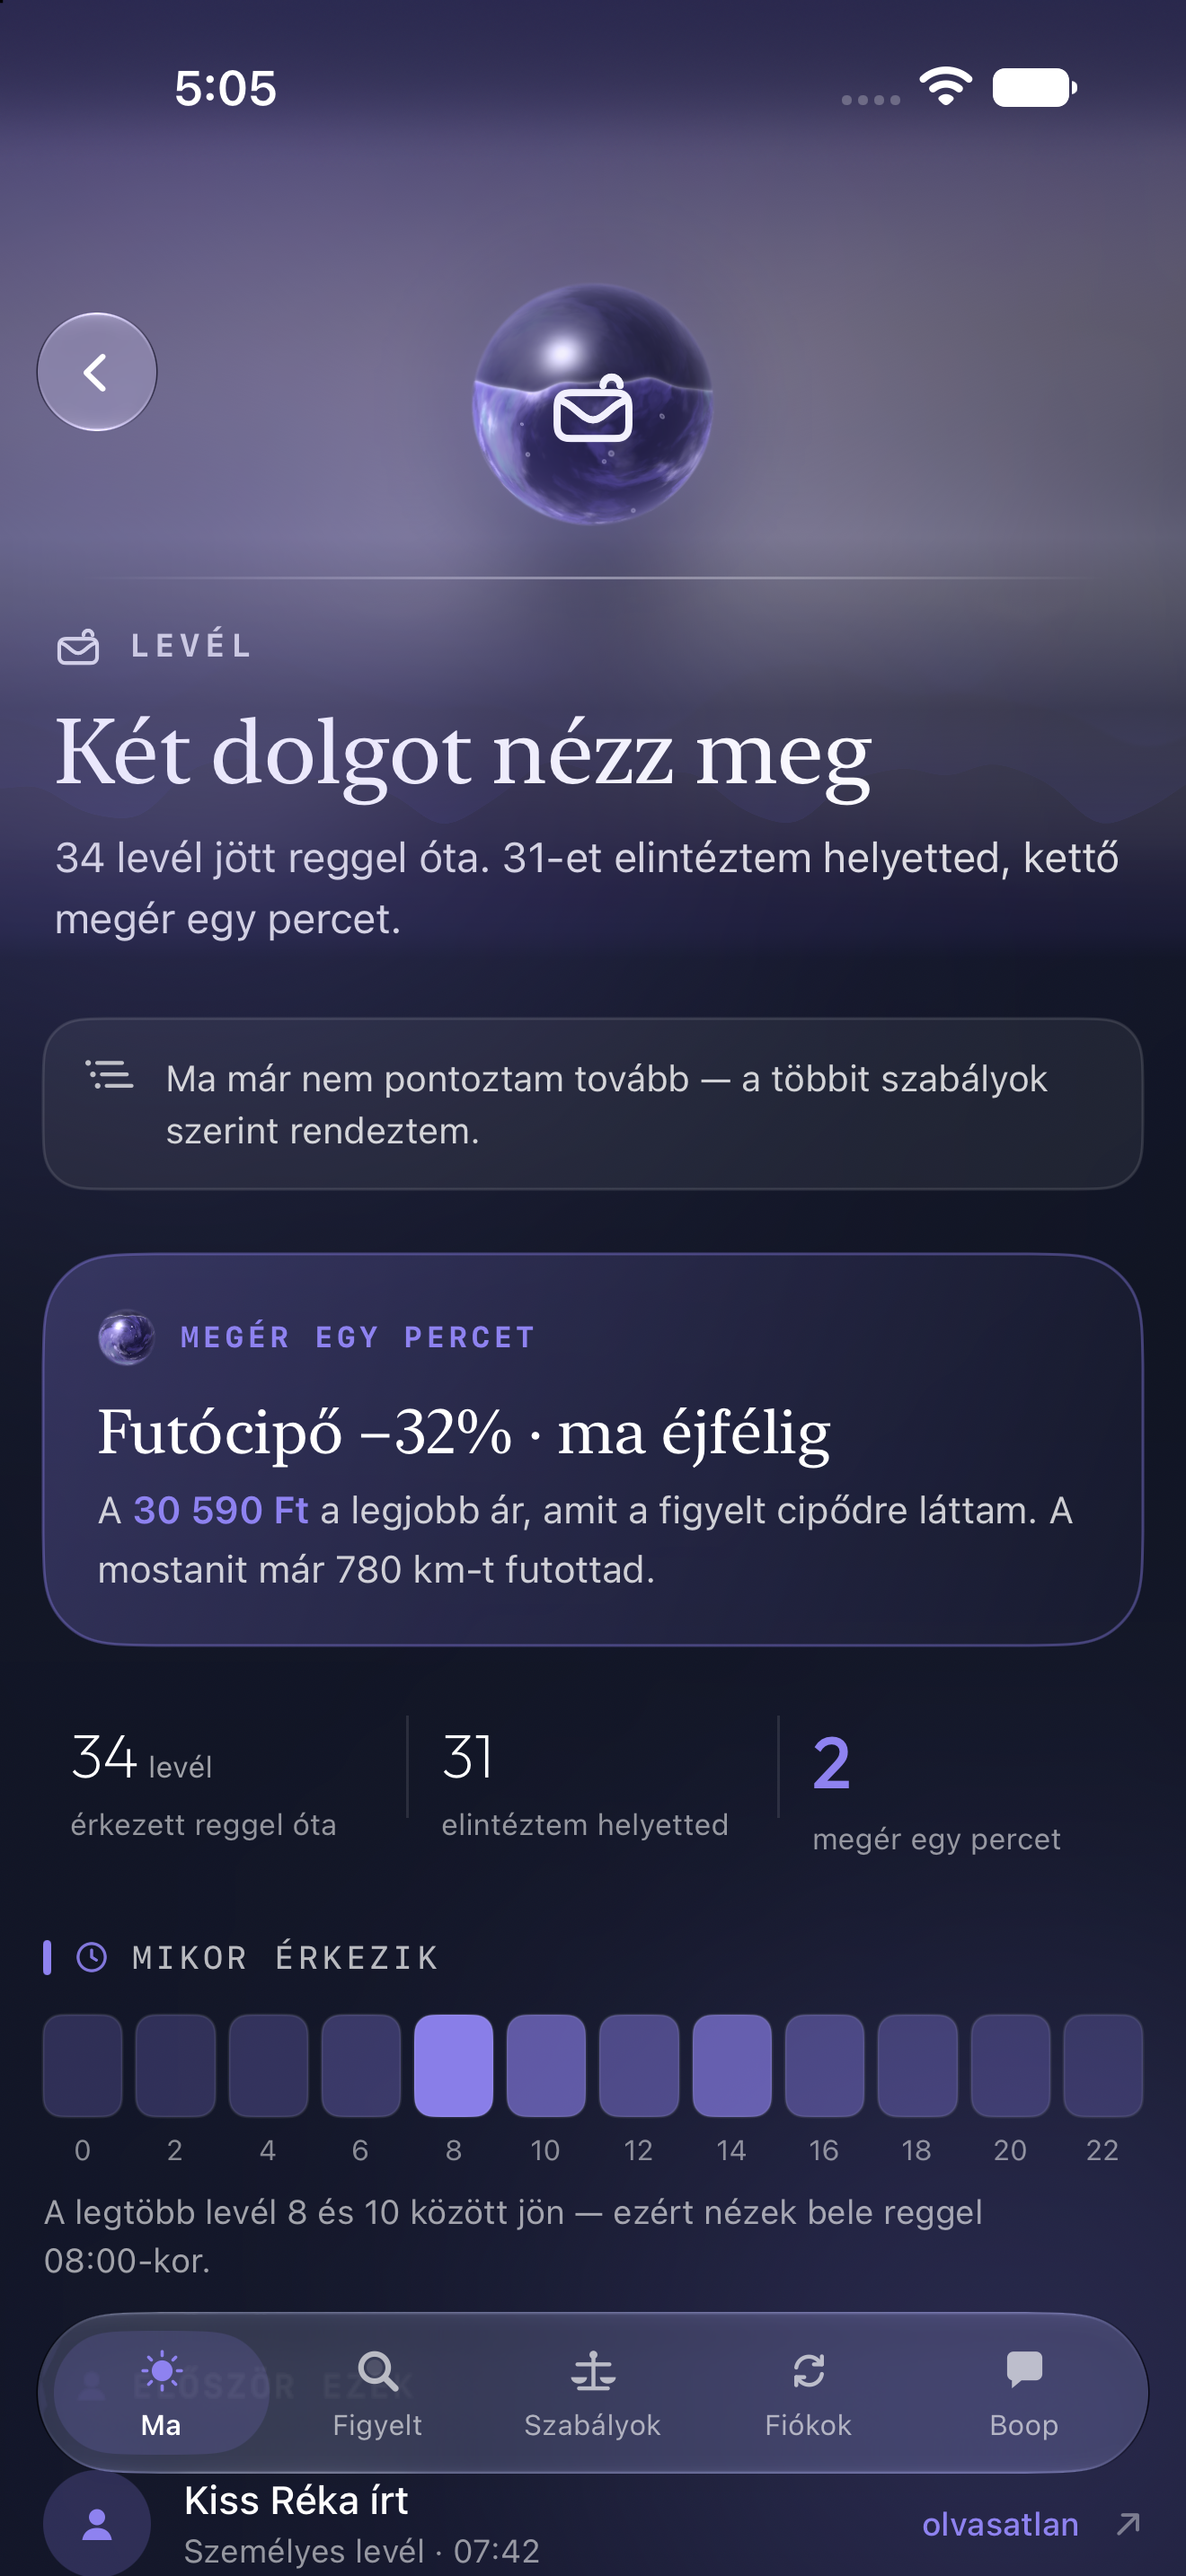 5:05
LEVÉL
Két dolgot nézz meg
34 levél jött reggel óta. 31-et elintéztem helyetted, kettő
megér egy percet.
Ma már nem pontoztam tovább — a többit szabályok
szerint rendeztem.
MEGÉR EGY PERCET
Futócipő −32% · ma éjfélig
A 30 590 Ft a legjobb ár, amit a figyelt cipődre láttam. A
mostanit már 780 km-t futottad.
34 levél
érkezett reggel óta
31
elintéztem helyetted
2
megér egy percet
MIKOR ÉRKEZIK
0 2 4 6 8 10 12 14 16 18 20 22
A legtöbb levél 8 és 10 között jön — ezért nézek bele reggel
08:00-kor.
ELŐSZÖR EZEK
Ma Figyelt Szabályok Fiókok Boop
Kiss Réka írt
Személyes levél · 07:42
olvasatlan